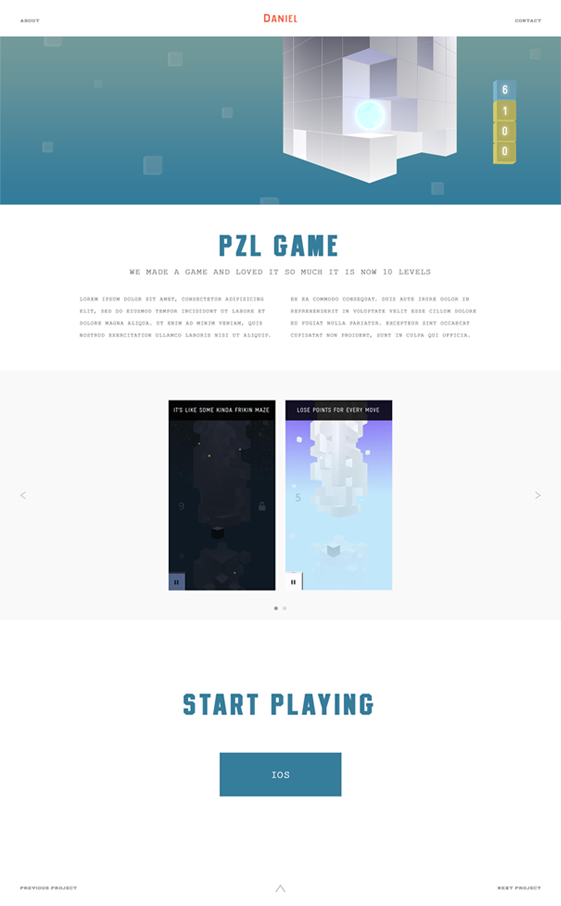 ABOUT
DANIEL
CONTACT
6
1
0
0
PZL GAME
WE MADE A GAME AND LOVED IT SO MUCH IT IS NOW 10 LEVELS
LOREM IPSUM DOLOR SIT AMET, CONSECTETUR ADIPISICING
ELIT, SED DO EIUSMOD TEMPOR INCIDIDUNT UT LABORE ET
DOLORE MAGNA ALIQUA. UT ENIM AD MINIM VENIAM, QUIS
NOSTRUD EXERCITATION ULLAMCO LABORIS NISI UT ALIQUIP.
EX EA COMMODO CONSEQUAT. DUIS AUTE IRURE DOLOR IN
REPREHENDERIT IN VOLUPTATE VELIT ESSE CILLUM DOLORE
EU FUGIAT NULLA PARIATUR. EXCEPTEUR SINT OCCAECAT
CUPIDATAT NON PROIDENT, SUNT IN CULPA QUI OFFICIA.
IT'S LIKE SOME KINDA FRIKIN MAZE
LOSE POINTS FOR EVERY MOVE
9
5
START PLAYING
IOS
PREVIOUS PROJECT
NEXT PROJECT